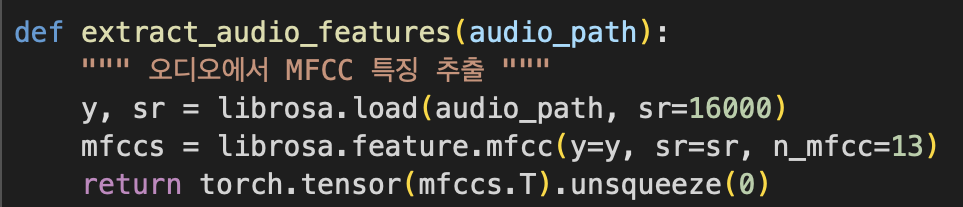 def extract_audio_features(audio_path):
    """ 오디오에서 MFCC 특징 추출 """
    y, sr = librosa.load(audio_path, sr=16000)
    mfccs = librosa.feature.mfcc(y=y, sr=sr, n_mfcc=13)
    return torch.tensor(mfccs.T).unsqueeze(0)